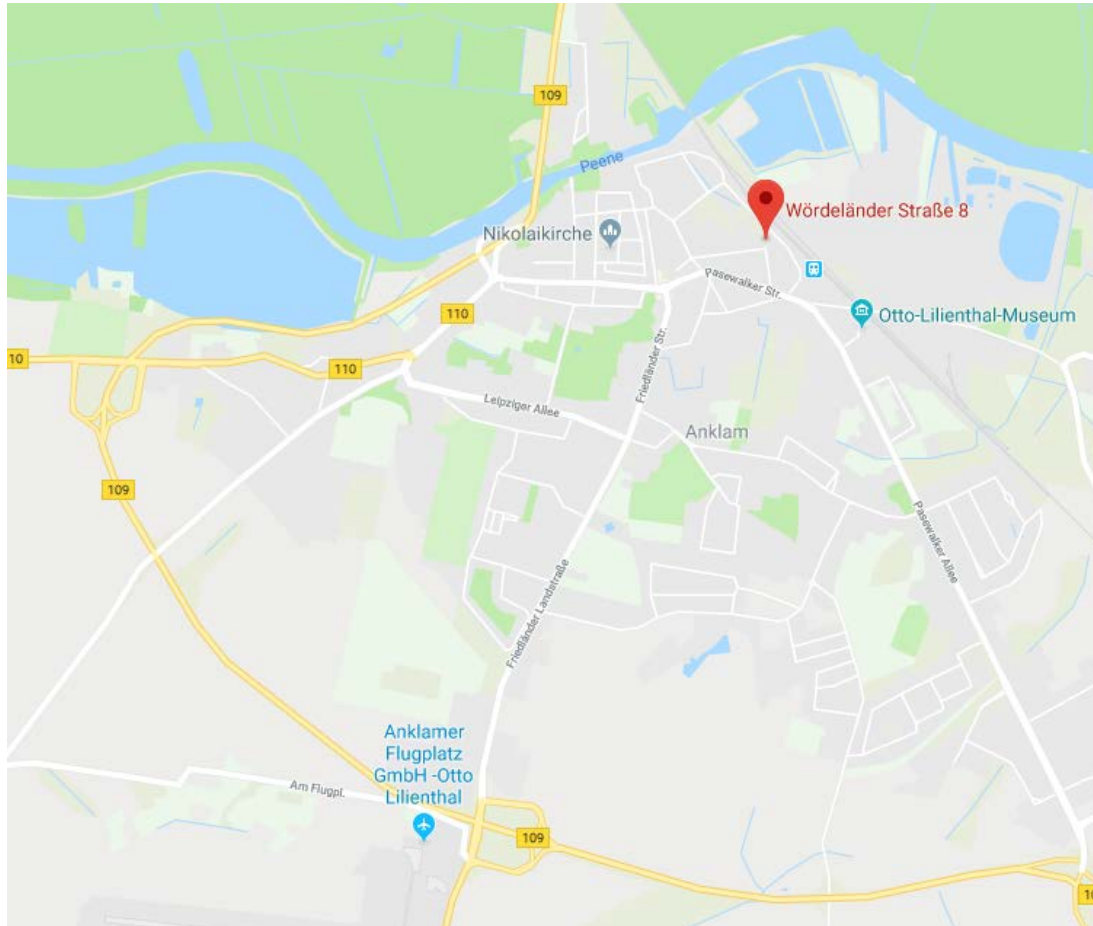 109
Peene
Wördeländer Straße 8
Nikolaikirche
Pasewalker Str.
110
Otto-Lilienthal-Museum
Friedländer Str.
10
110
Leipziger Allee
Anklam
109
Pasewalker Allee
Friedländer Landstraße
Anklamer
Flugplatz
GmbH -Otto
Lilienthal
Am Flugpl.
109
10